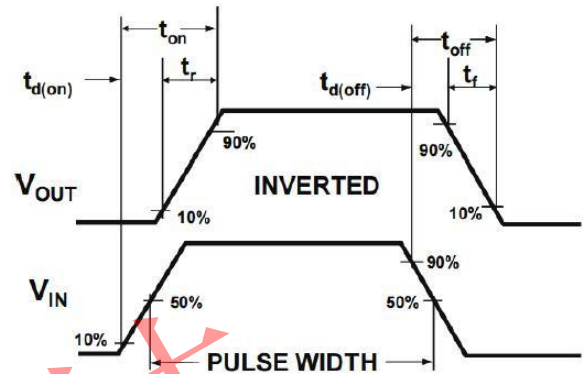 t_on t_off
t_d(on) t_r t_d(off) t_f
90% 90%
V_OUT INVERTED
10% 10%
90%
V_IN 50% 50%
10%
PULSE WIDTH